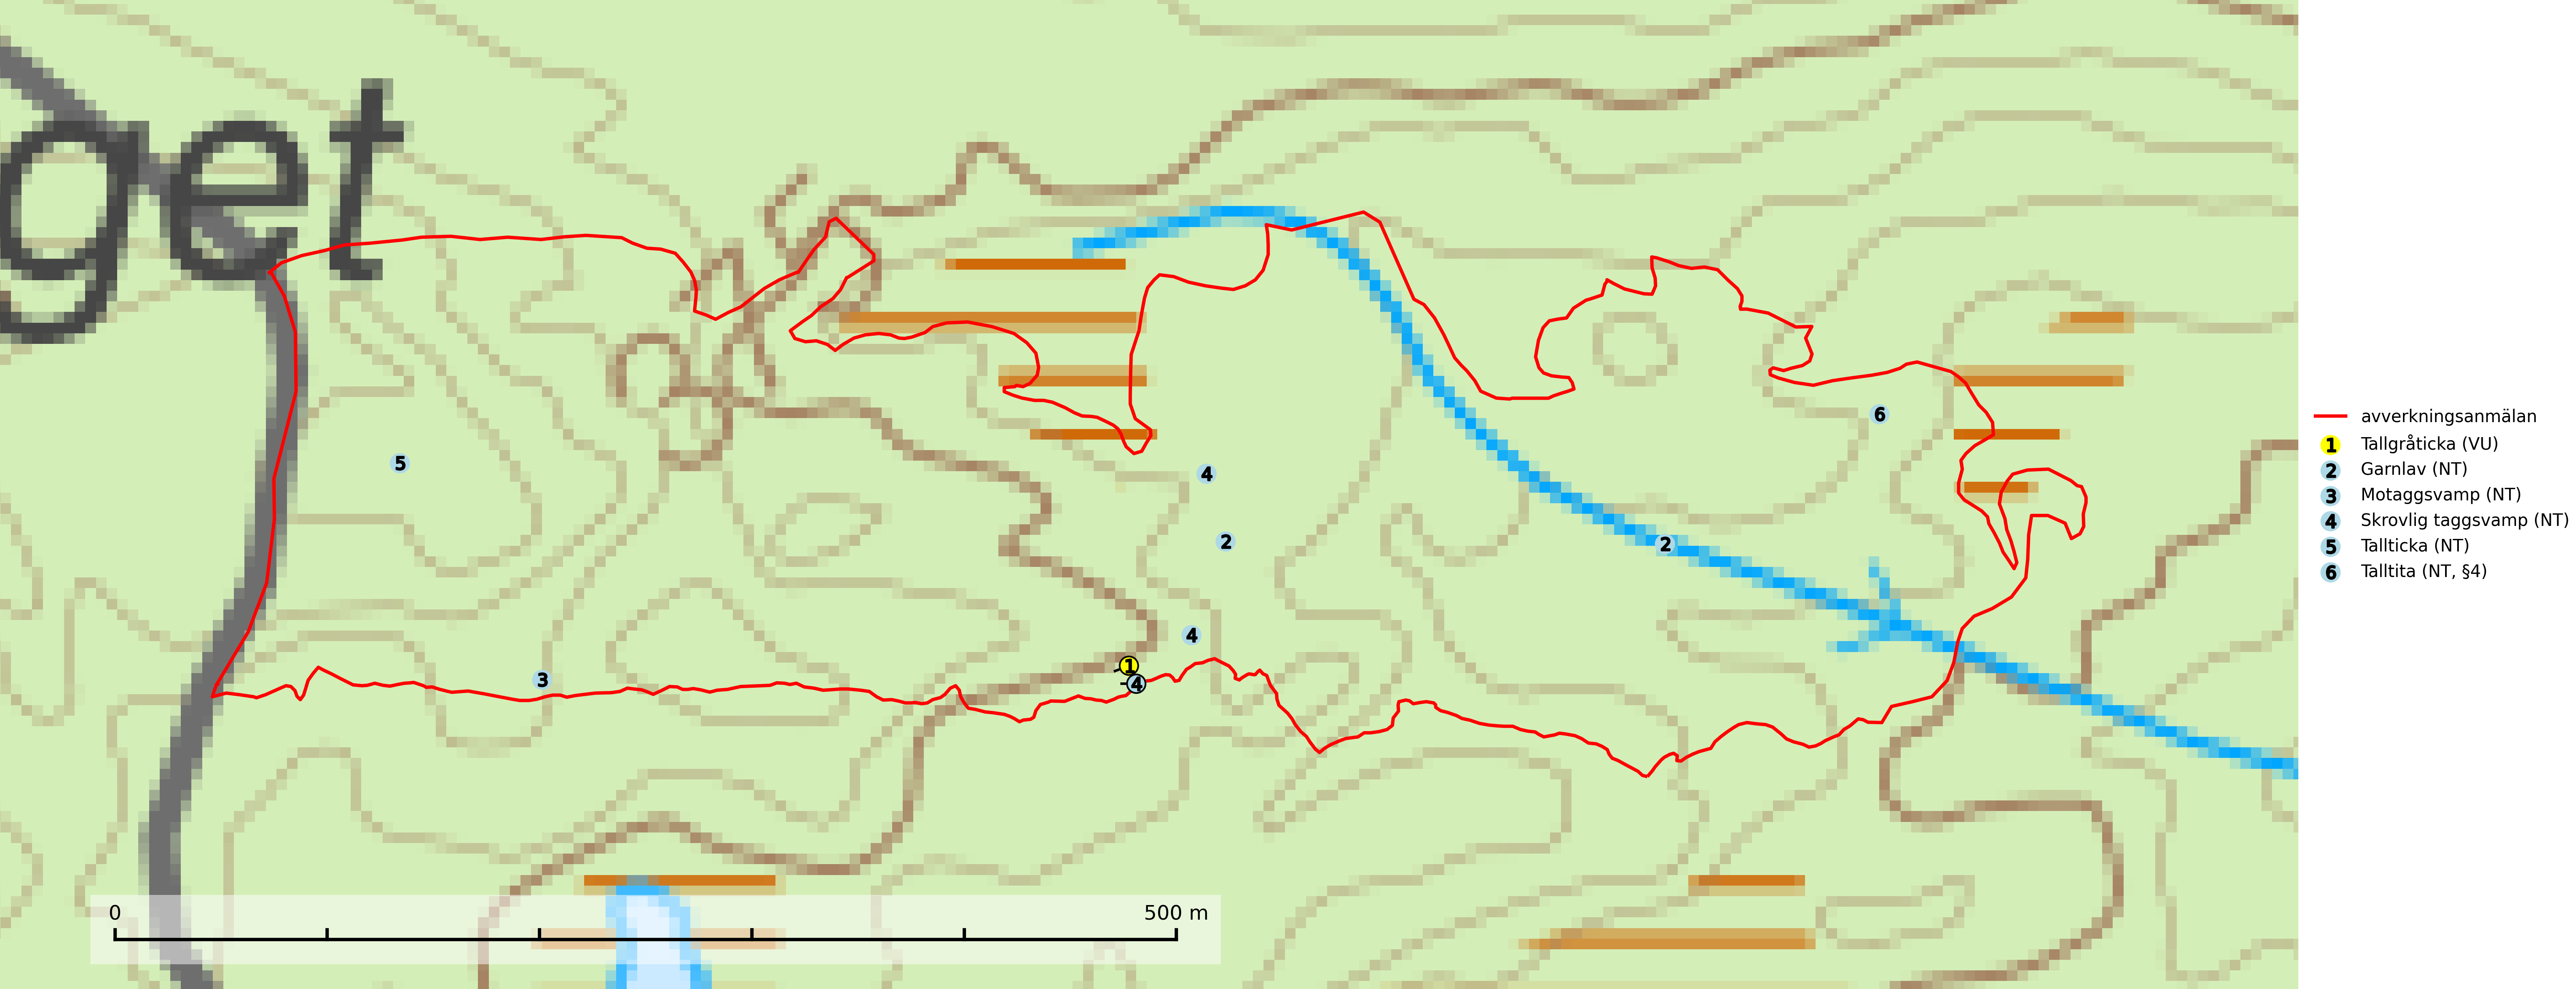 get
5
3
4
2
4
1
4
2
6
0 500 m
avverkningsanmälan
1 Tallgråticka (VU)
2 Garnlav (NT)
3 Motaggsvamp (NT)
4 Skrovlig taggsvamp (NT)
5 Tallticka (NT)
6 Talltita (NT, §4)